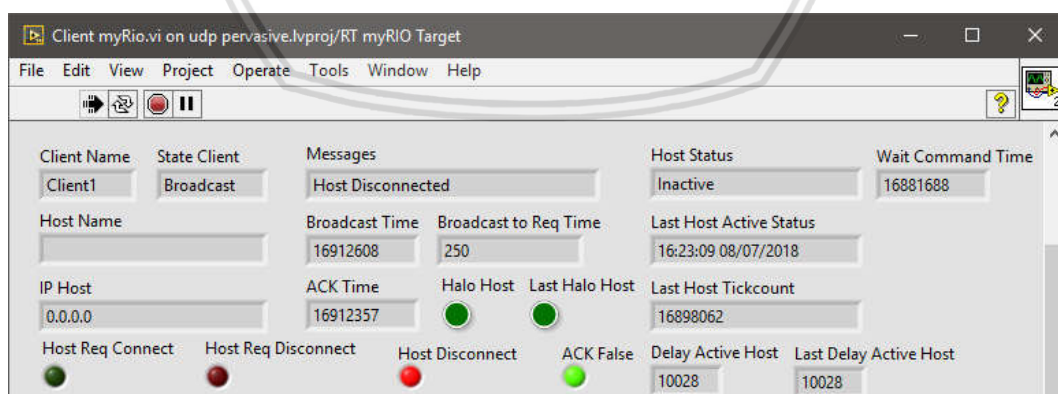 Client myRio.vi on udp pervasive.lvproj/RT myRIO Target
File Edit View Project Operate Tools Window Help
Client Name State Client Messages Host Status Wait Command Time
Client1 Broadcast Host Disconnected Inactive 16881688
Host Name Broadcast Time Broadcast to Req Time Last Host Active Status
16912608 250 16:23:09 08/07/2018
IP Host ACK Time Halo Host Last Halo Host Last Host Tickcount
0.0.0.0 16912357 16898062
Host Req Connect Host Req Disconnect Host Disconnect ACK False Delay Active Host Last Delay Active Host
10028 10028